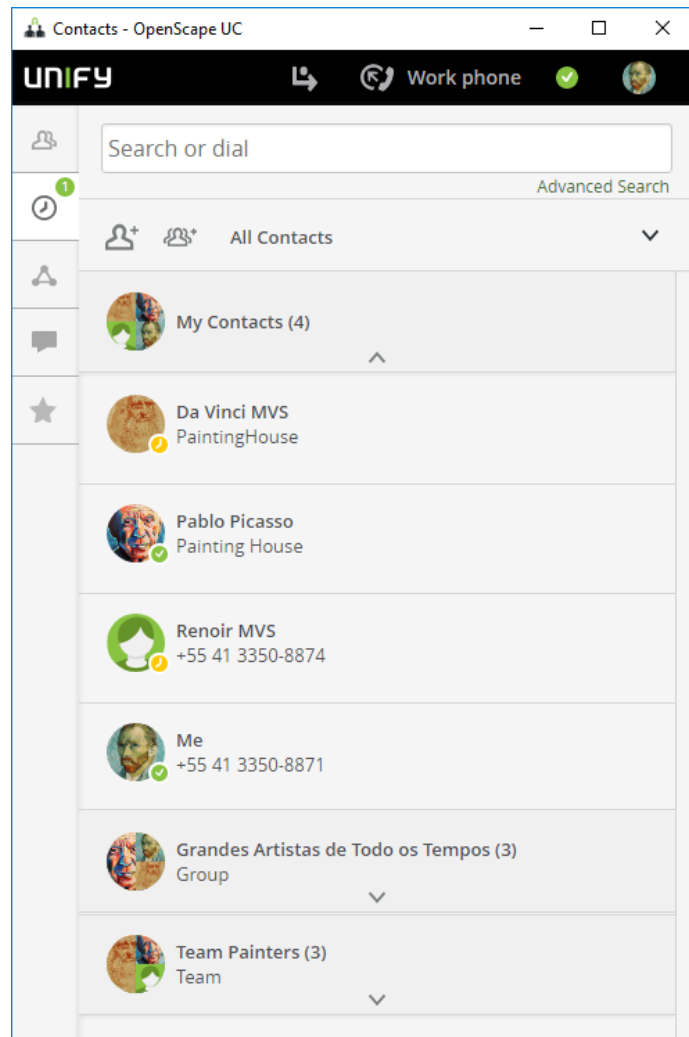 Contacts - OpenScape UC
UNIFY
Work phone
Search or dial
Advanced Search
1
All Contacts
My Contacts (4)
Da Vinci MVS
PaintingHouse
Pablo Picasso
Painting House
Renoir MVS
+55 41 3350-8874
Me
+55 41 3350-8871
Grandes Artistas de Todo os Tempos (3)
Group
Team Painters (3)
Team